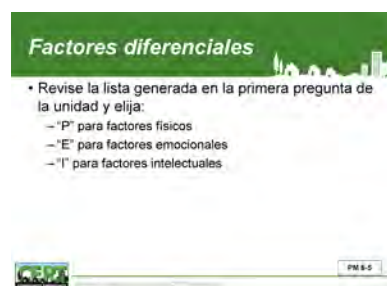 Factores diferenciales
• Revise la lista generada en la primera pregunta de
la unidad y elija:
– "P" para factores físicos
– "E" para factores emocionales
– "I" para factores intelectuales
PM 6-5